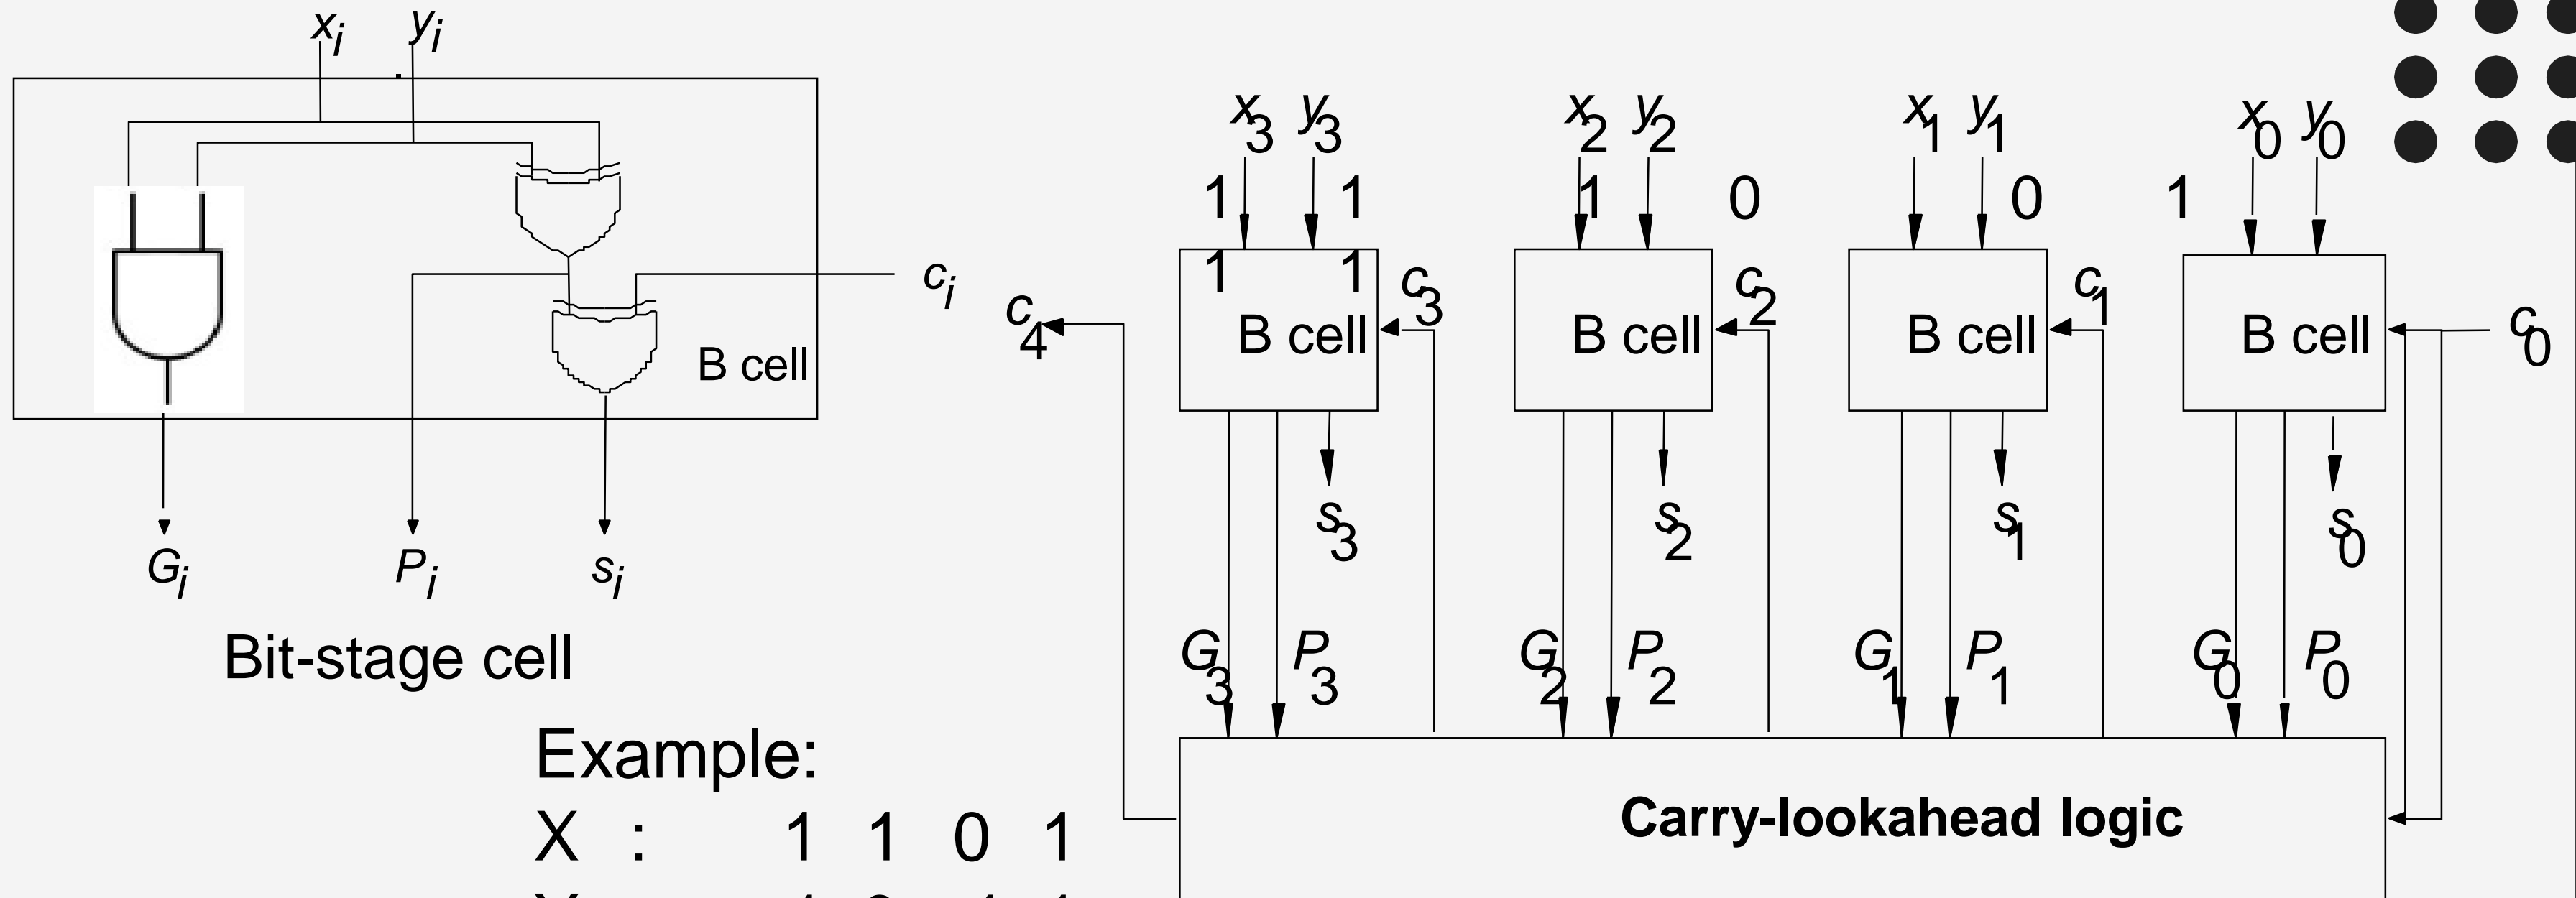 xi yi
ci
B cell
Gi Pi si
Bit-stage cell
Example:
X : 1 1 0 1
x3 y3 x2 y2 x1 y1 x0 y0
1 1 1 0 0 1
1 1
c4 c3 c2 c1 c0
B cell B cell B cell B cell
s3 s2 s1 s0
G3 P3 G2 P2 G1 P1 G0 P0
Carry-lookahead logic